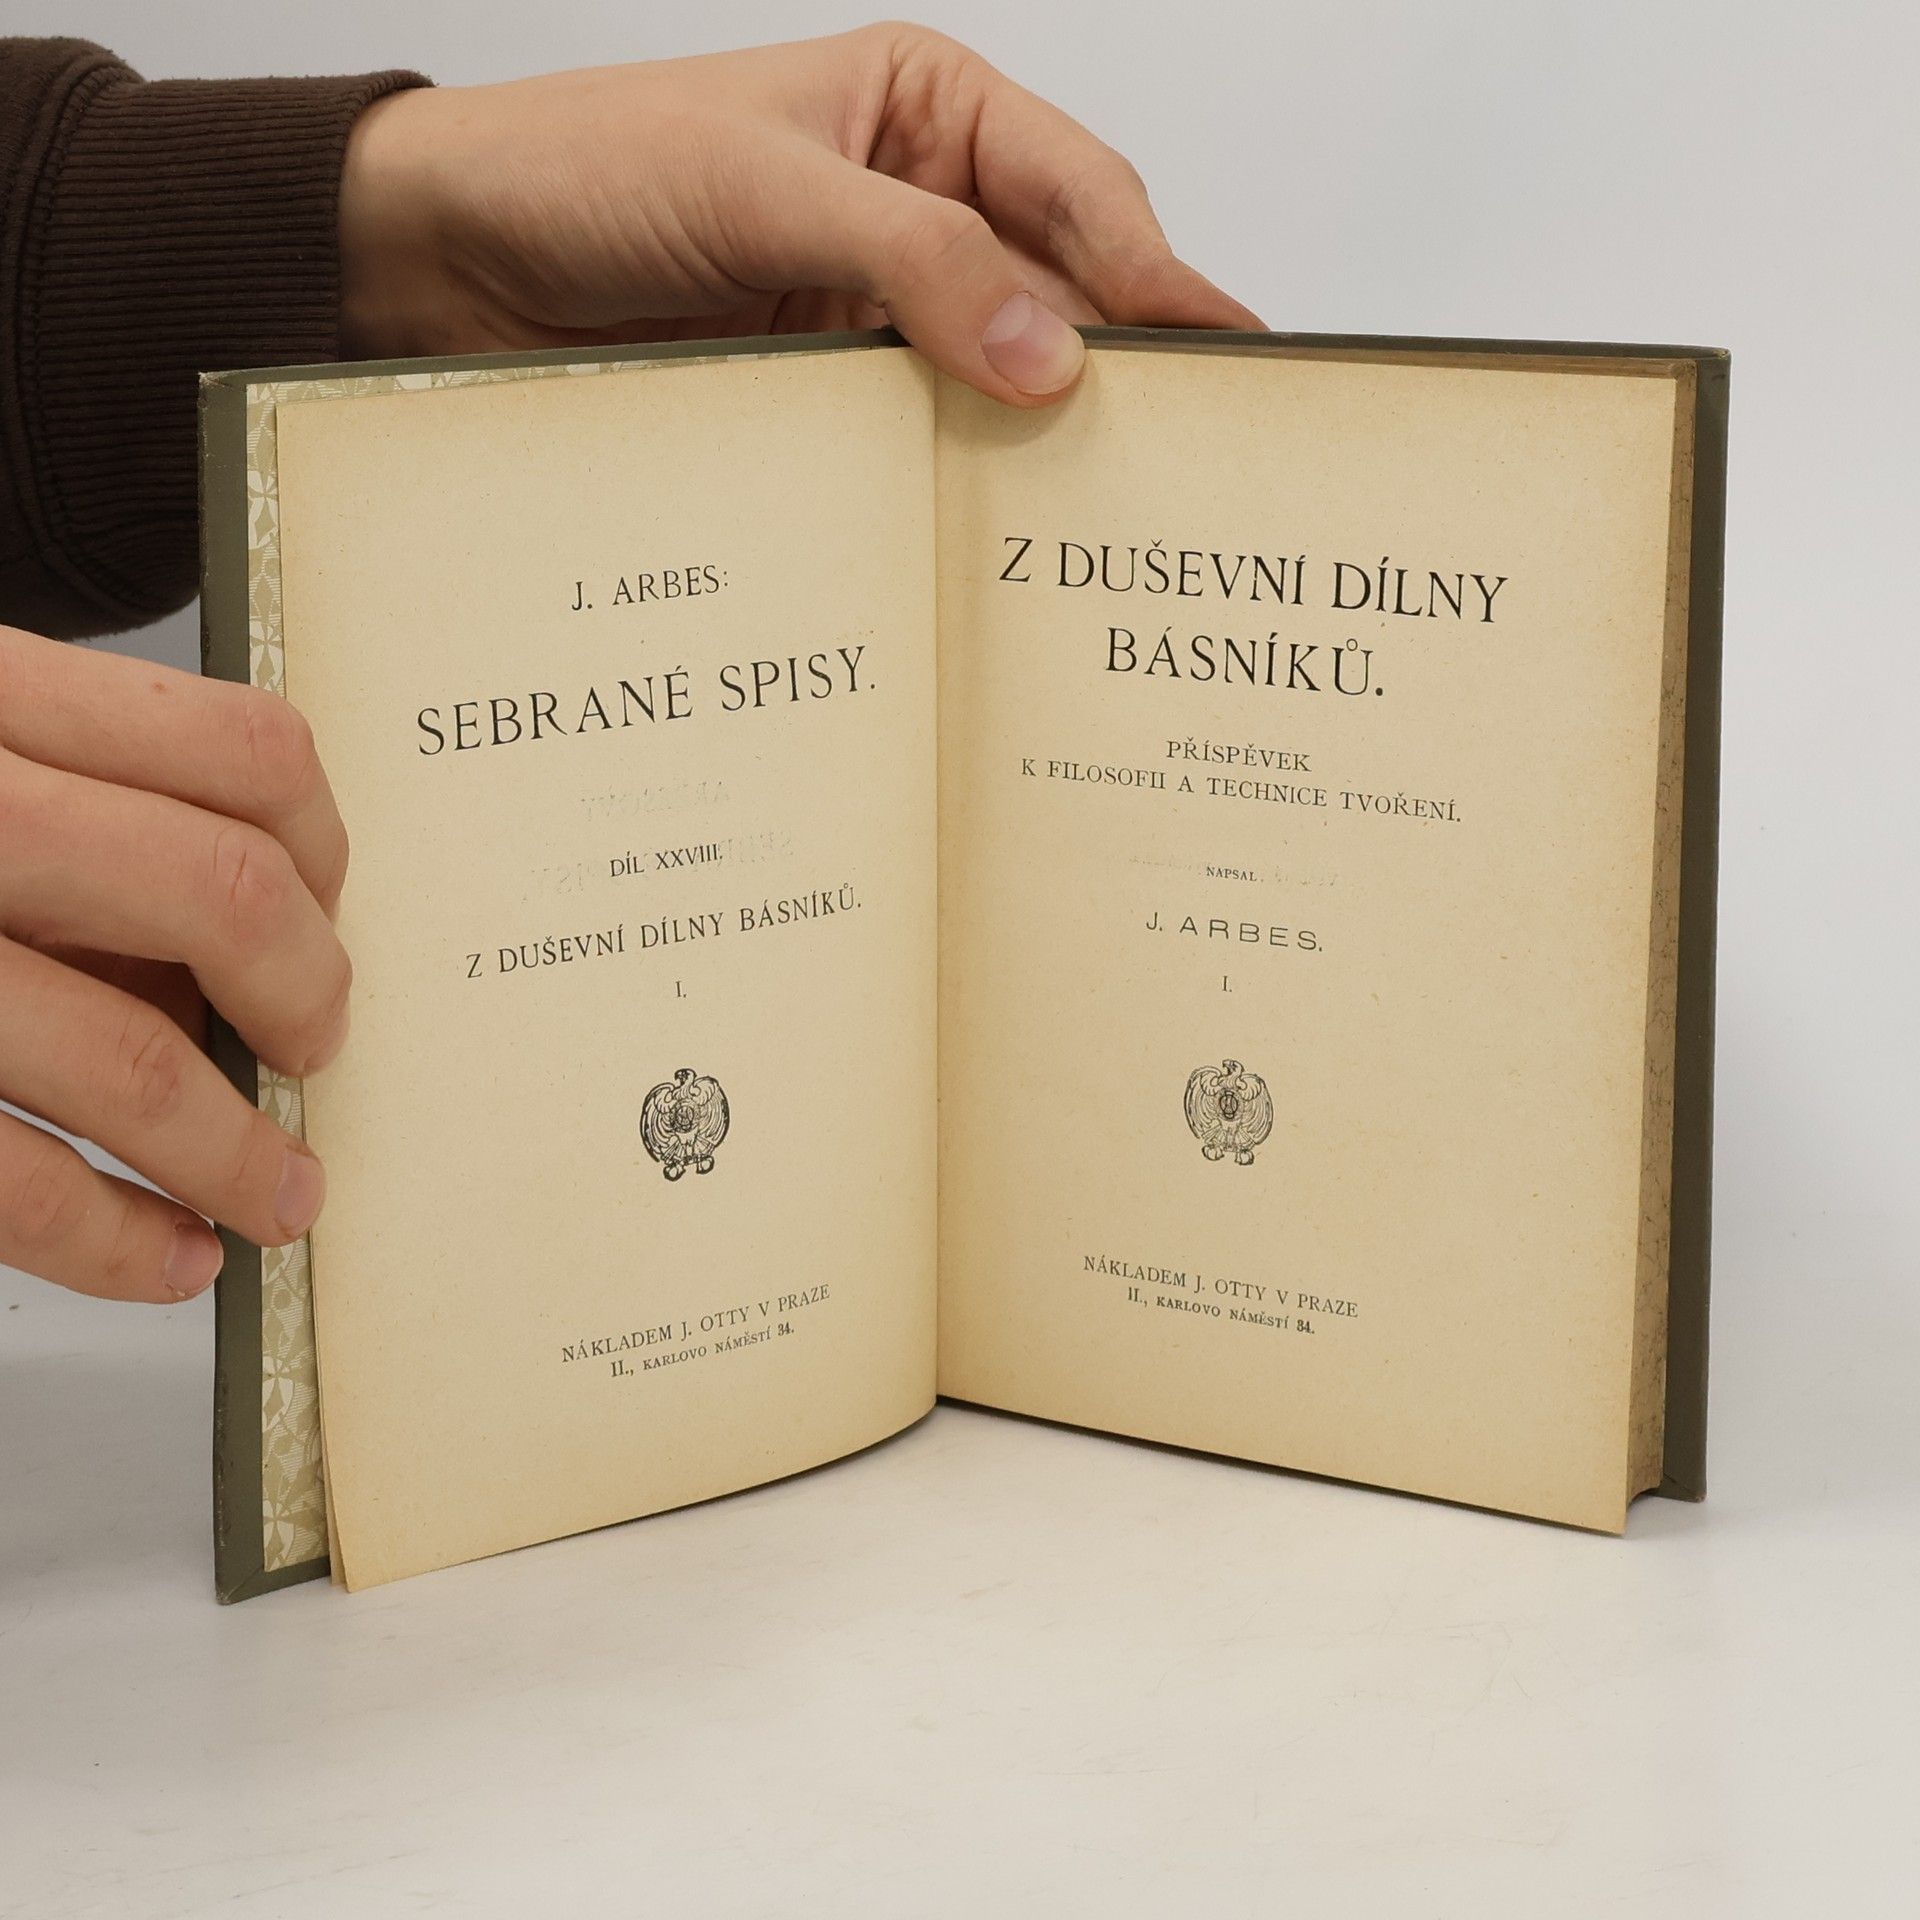 J. ARBES:
SEBRANÉ SPISY.
DÍL XXVIII.
Z DUŠEVNÍ DÍLNY BÁSNÍKŮ.
I.
NÁKLADEM J. OTTY V PRAZE
II., KARLOVO NÁMĚSTÍ 34.
Z DUŠEVNÍ DÍLNY
BÁSNÍKŮ.
PŘÍSPĚVEK
K FILOSOFII A TECHNICE TVOŘENÍ.
NAPSAL
J. ARBES.
I.
NÁKLADEM J. OTTY V PRAZE
II., KARLOVO NÁMĚSTÍ 34.